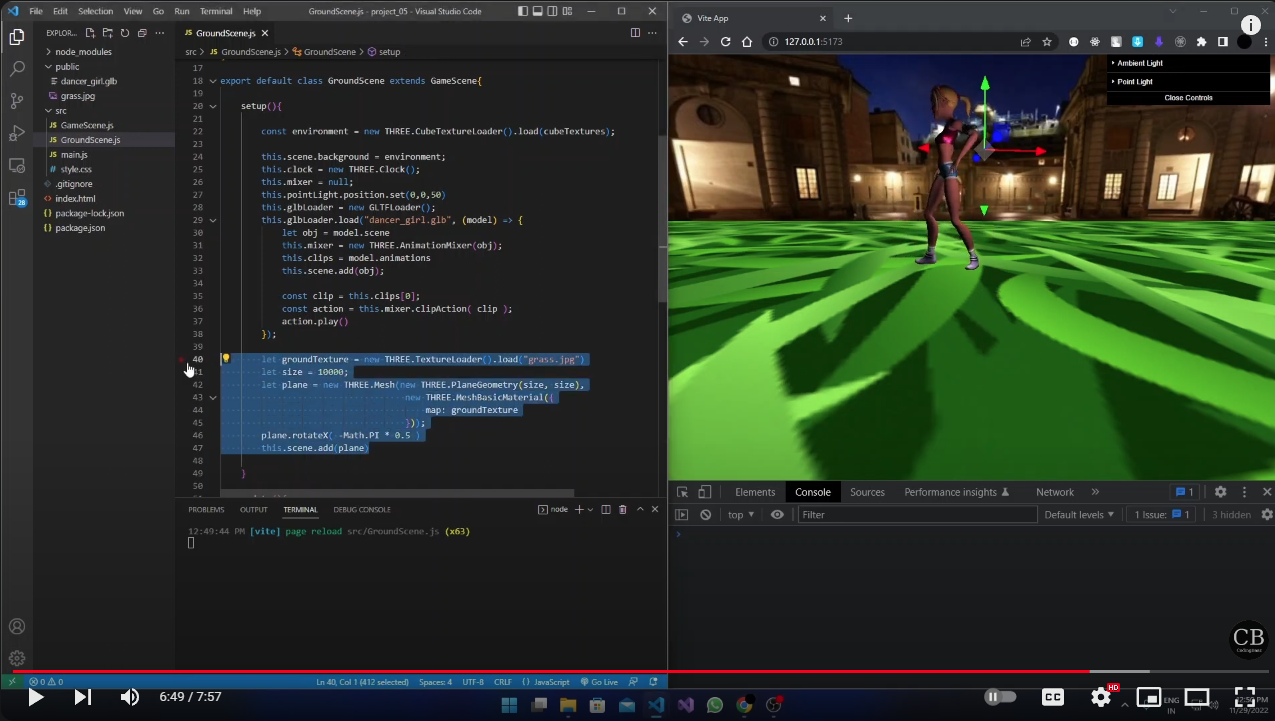 File Edit Selection View Go Run Terminal Help GroundScene.js - project_05 - Visual Studio Code
EXPLOR...
node_modules
public
dancer_girl.glb
grass.jpg
src
GameScene.js
GroundScene.js
main.js
style.css
.gitignore
index.html
package-lock.json
package.json
28
GroundScene.js
src > GroundScene.js > GroundScene > setup
17
18 export default class GroundScene extends GameScene{
19
20 setup(){
21
22 const environment = new THREE.CubeTextureLoader().load(cubeTextures);
23
24 this.scene.background = environment;
25 this.clock = new THREE.Clock();
26 this.mixer = null;
27 this.pointLight.position.set(0,0,50)
28 this.glbLoader = new GLTFLoader();
29 this.glbLoader.load("dancer_girl.glb", (model) => {
30 let obj = model.scene
31 this.mixer = new THREE.AnimationMixer(obj);
32 this.clips = model.animations
33 this.scene.add(obj);
34
35 const clip = this.clips[0];
36 const action = this.mixer.clipAction( clip );
37 action.play()
38 });
39
40 let groundTexture = new THREE.TextureLoader().load("grass.jpg")
41 let size = 10000;
42 let plane = new THREE.Mesh(new THREE.PlaneGeometry(size, size),
43 new THREE.MeshBasicMaterial({
44 map: groundTexture
45 }));
46 plane.rotateX( -Math.PI * 0.5 )
47 this.scene.add(plane)
48
49 }
50
PROBLEMS OUTPUT TERMINAL DEBUG CONSOLE node
12:49:44 PM [vite] page reload src/GroundScene.js (x63)
0 0 Ln 40, Col 1 (412 selected) Spaces: 4 UTF-8 CRLF {} JavaScript Go Live
Vite App
127.0.0.1:5173
Ambient Light
Point Light
Close Controls
Elements Console Sources Performance insights Network 1
top Filter Default levels 1 Issue: 1 3 hidden
CB
6:49 / 7:57
CC
HD
ENG
IN
11/29/2022